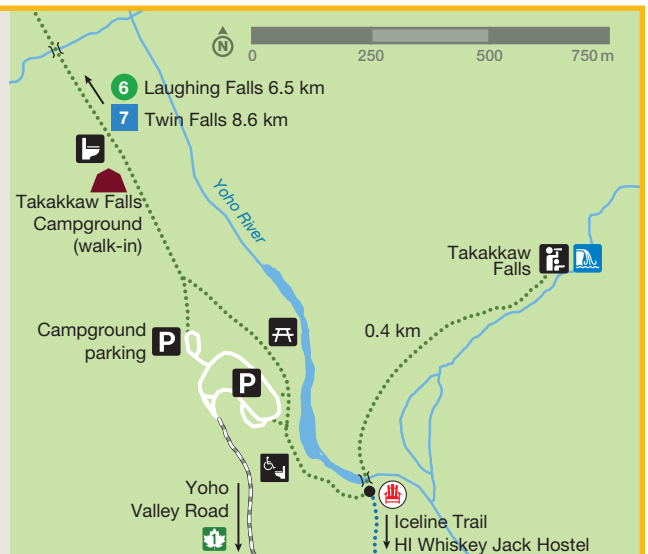 N
0 250 500 750 m
6 Laughing Falls 6.5 km
7 Twin Falls 8.6 km
Takakkaw Falls
Campground
(walk-in)
Yoho River
Takakkaw
Falls
Campground
parking
P
P
0.4 km
Yoho
Valley Road
1
Iceline Trail
HI Whiskey Jack Hostel